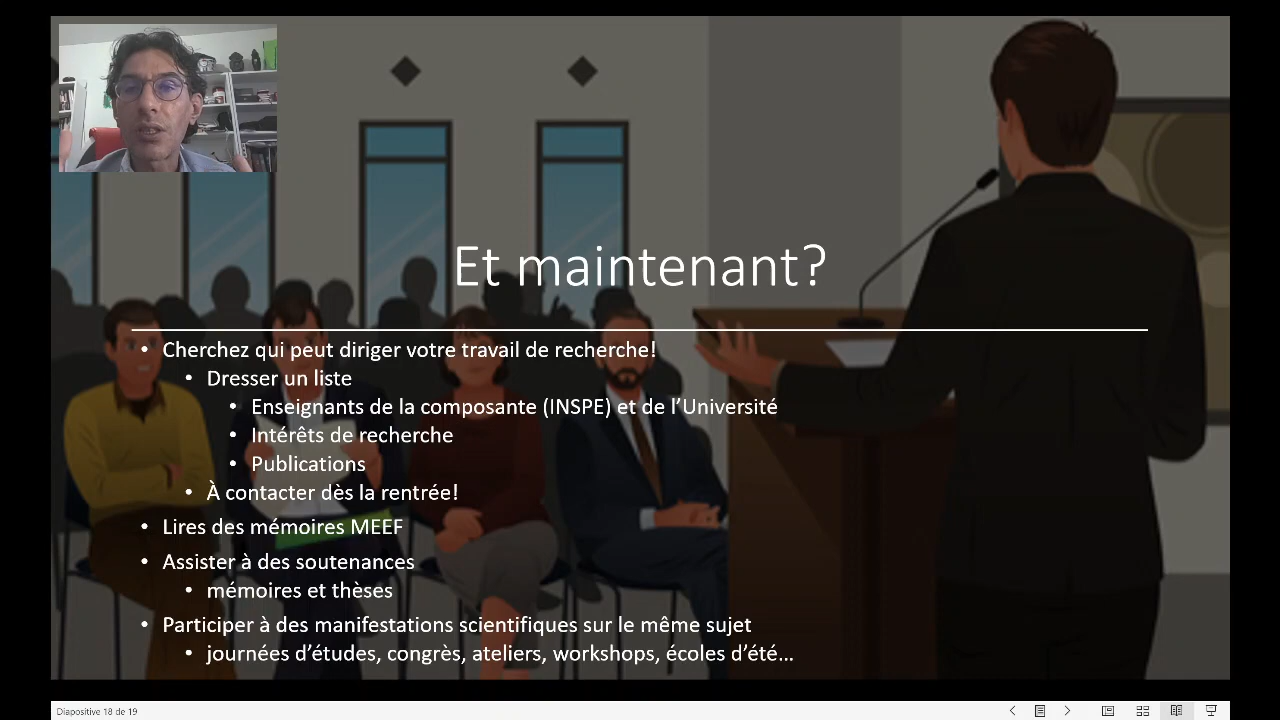 Et maintenant?
• Cherchez qui peut diriger votre travail de recherche!
• Dresser un liste
• Enseignants de la composante (INSPE) et de l'Université
• Intérêts de recherche
• Publications
• À contacter dès la rentrée!
• Lires des mémoires MEEF
• Assister à des soutenances
• mémoires et thèses
• Participer à des manifestations scientifiques sur le même sujet
• journées d'études, congrès, ateliers, workshops, écoles d'été…
Diapositive 18 de 19